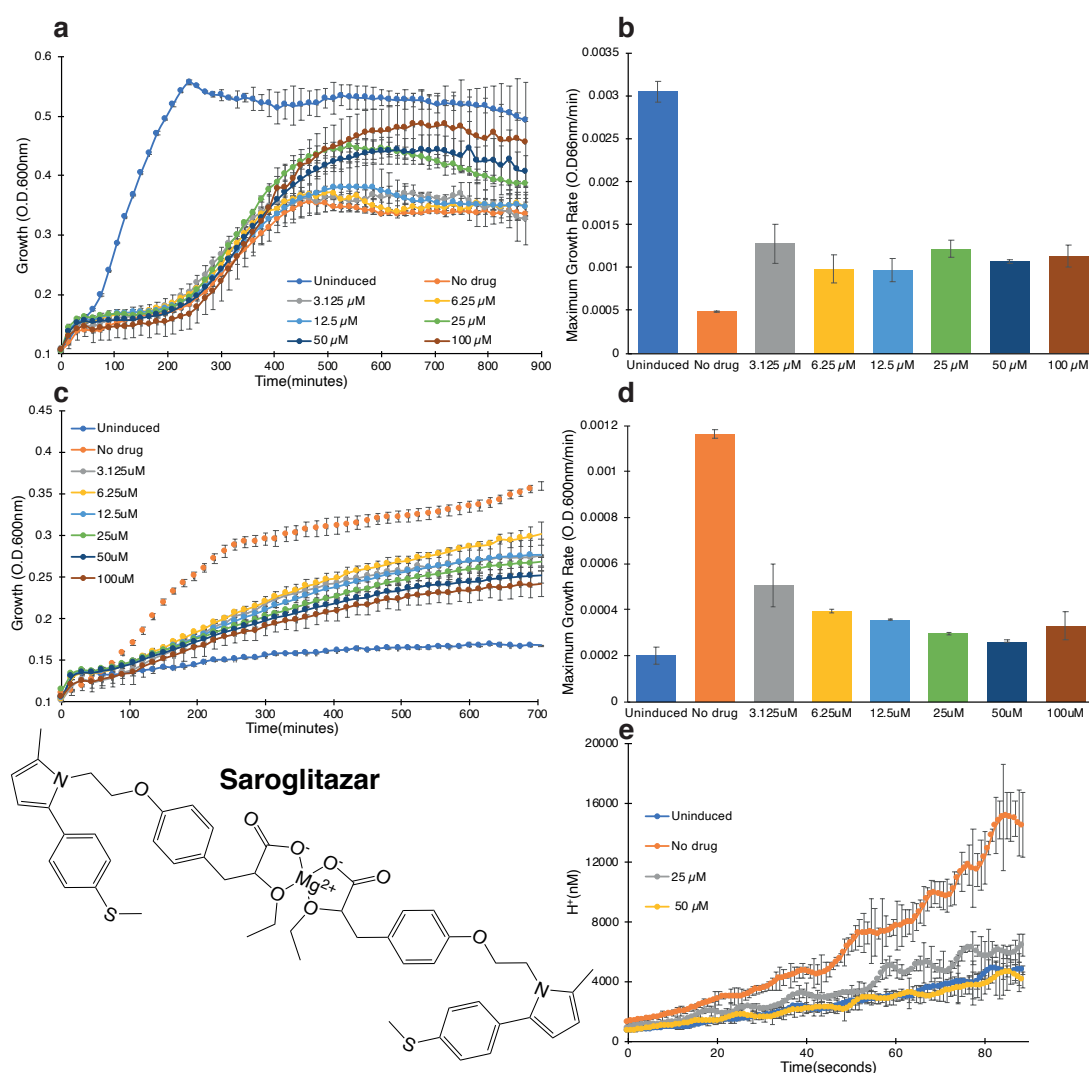 a
Growth (O.D.600nm)
0.6
0.5
0.4
0.3
0.2
0.1
0 100 200 300 400 500 600 700 800 900
Time(minutes)
Uninduced No drug
3.125 µM 6.25 µM
12.5 µM 25 µM
50 µM 100 µM
b
Maximum Growth Rate (O.D66nm/min)
0.0035
0.003
0.0025
0.002
0.0015
0.001
0.0005
0
Uninduced No drug 3.125 µM 6.25 µM 12.5 µM 25 µM 50 µM 100 µM
c
Growth (O.D.600nm)
0.45
0.4
0.35
0.3
0.25
0.2
0.15
0.1
0 100 200 300 400 500 600 700
Time(minutes)
Uninduced
No drug
3.125uM
6.25uM
12.5uM
25uM
50uM
100uM
d
Maximum Growth Rate (O.D.600nm/min)
0.0012
0.001
0.0008
0.0006
0.0004
0.0002
0
Uninduced No drug 3.125uM 6.25uM 12.5uM 25uM 50uM 100uM
Saroglitazar
N
O
S
O
O-
O-
O
Mg2+
O
O
O
N
S
e
H+(nM)
20000
16000
12000
8000
4000
0
0 20 40 60 80
Time(seconds)
Uninduced
No drug
25 µM
50 µM